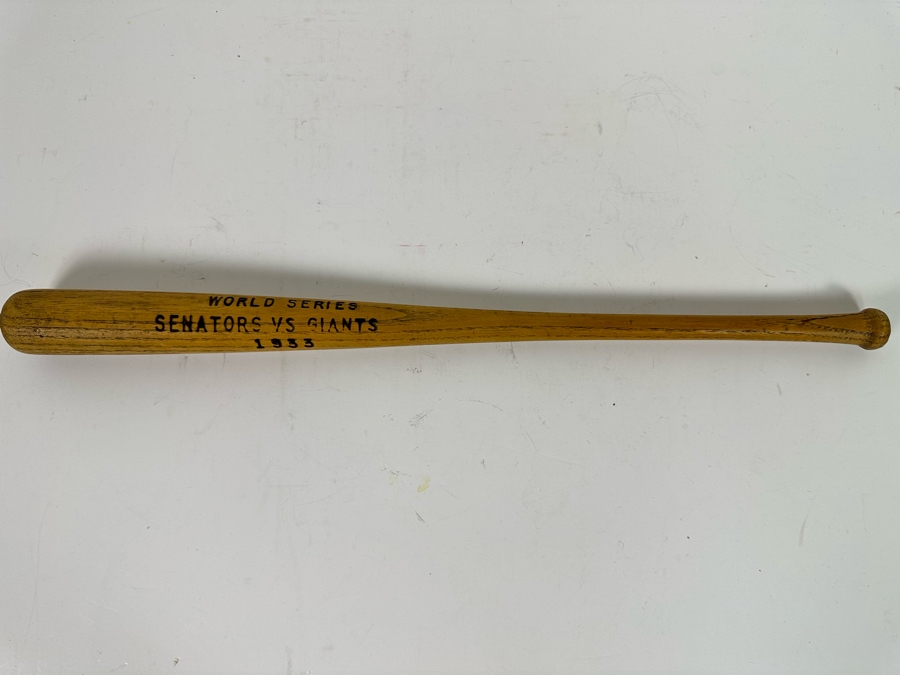 WORLD SERIES
SENATORS VS GIANTS
1933